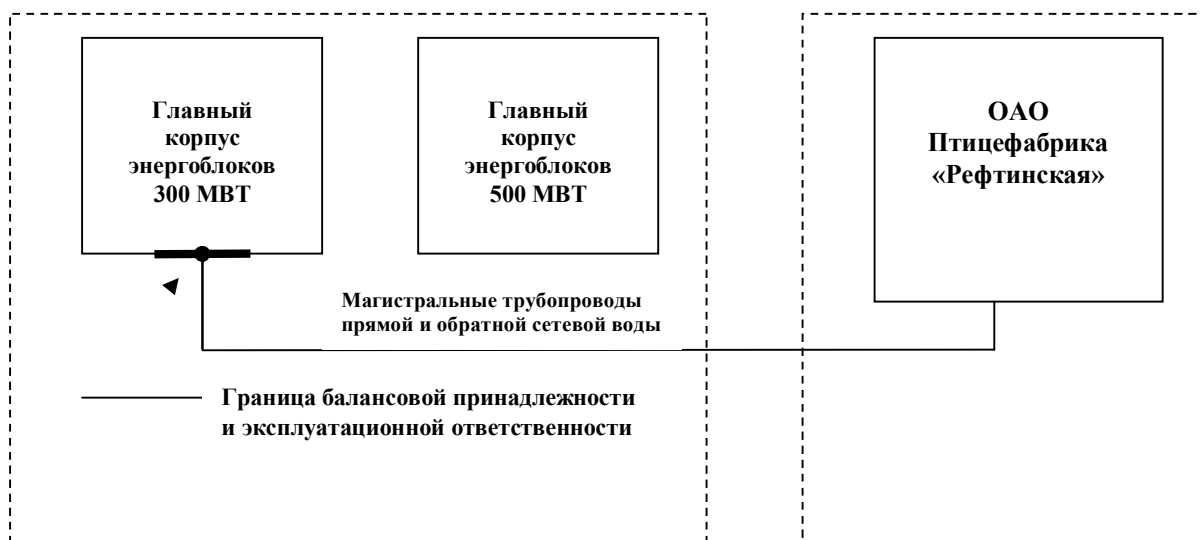 Главный
корпус
энергоблоков
300 МВТ
Главный
корпус
энергоблоков
500 МВТ
ОАО
Птицефабрика
«Рефтинская»
Магистральные трубопроводы
прямой и обратной сетевой воды
Граница балансовой принадлежности
и эксплуатационной ответственности